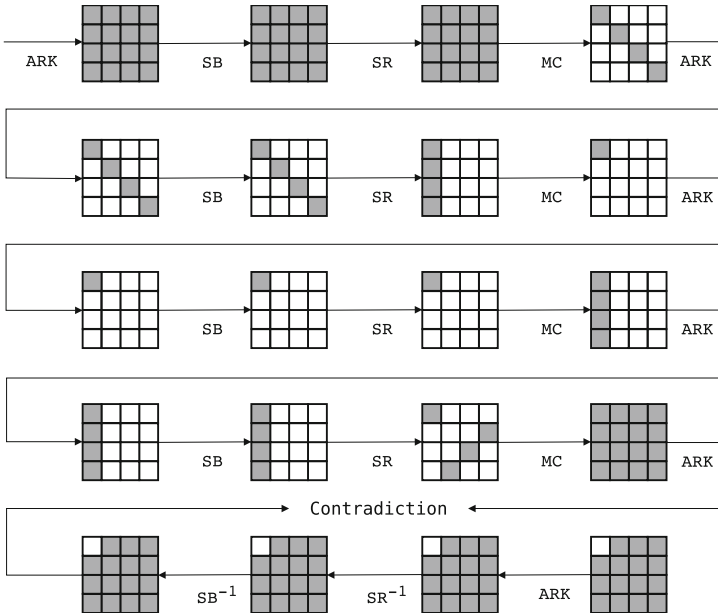 ARK SB SR MC ARK
SB SR MC ARK
SB SR MC ARK
SB SR MC ARK
Contradiction
SB⁻¹ SR⁻¹ ARK